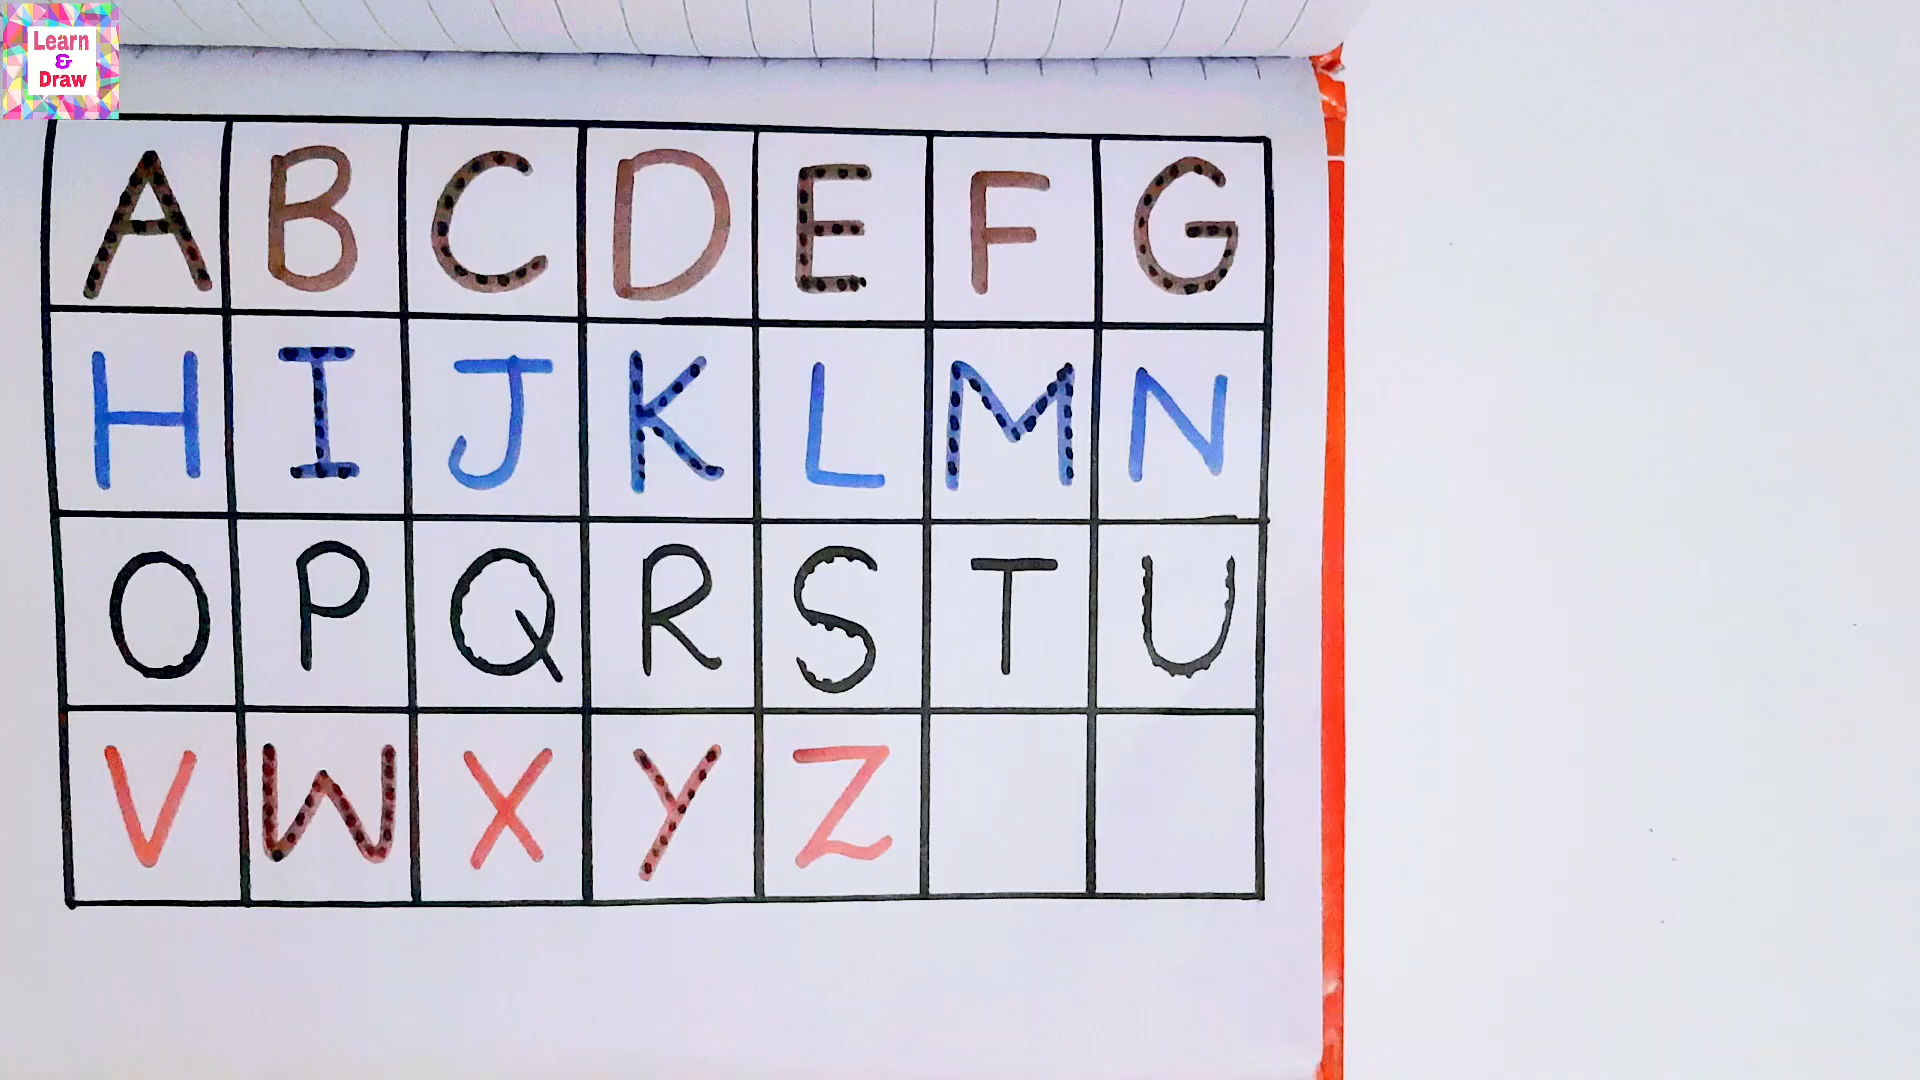 Learn
&
Draw
A B C D E F G
H I J K L M N
O P Q R S T U
V W X Y Z